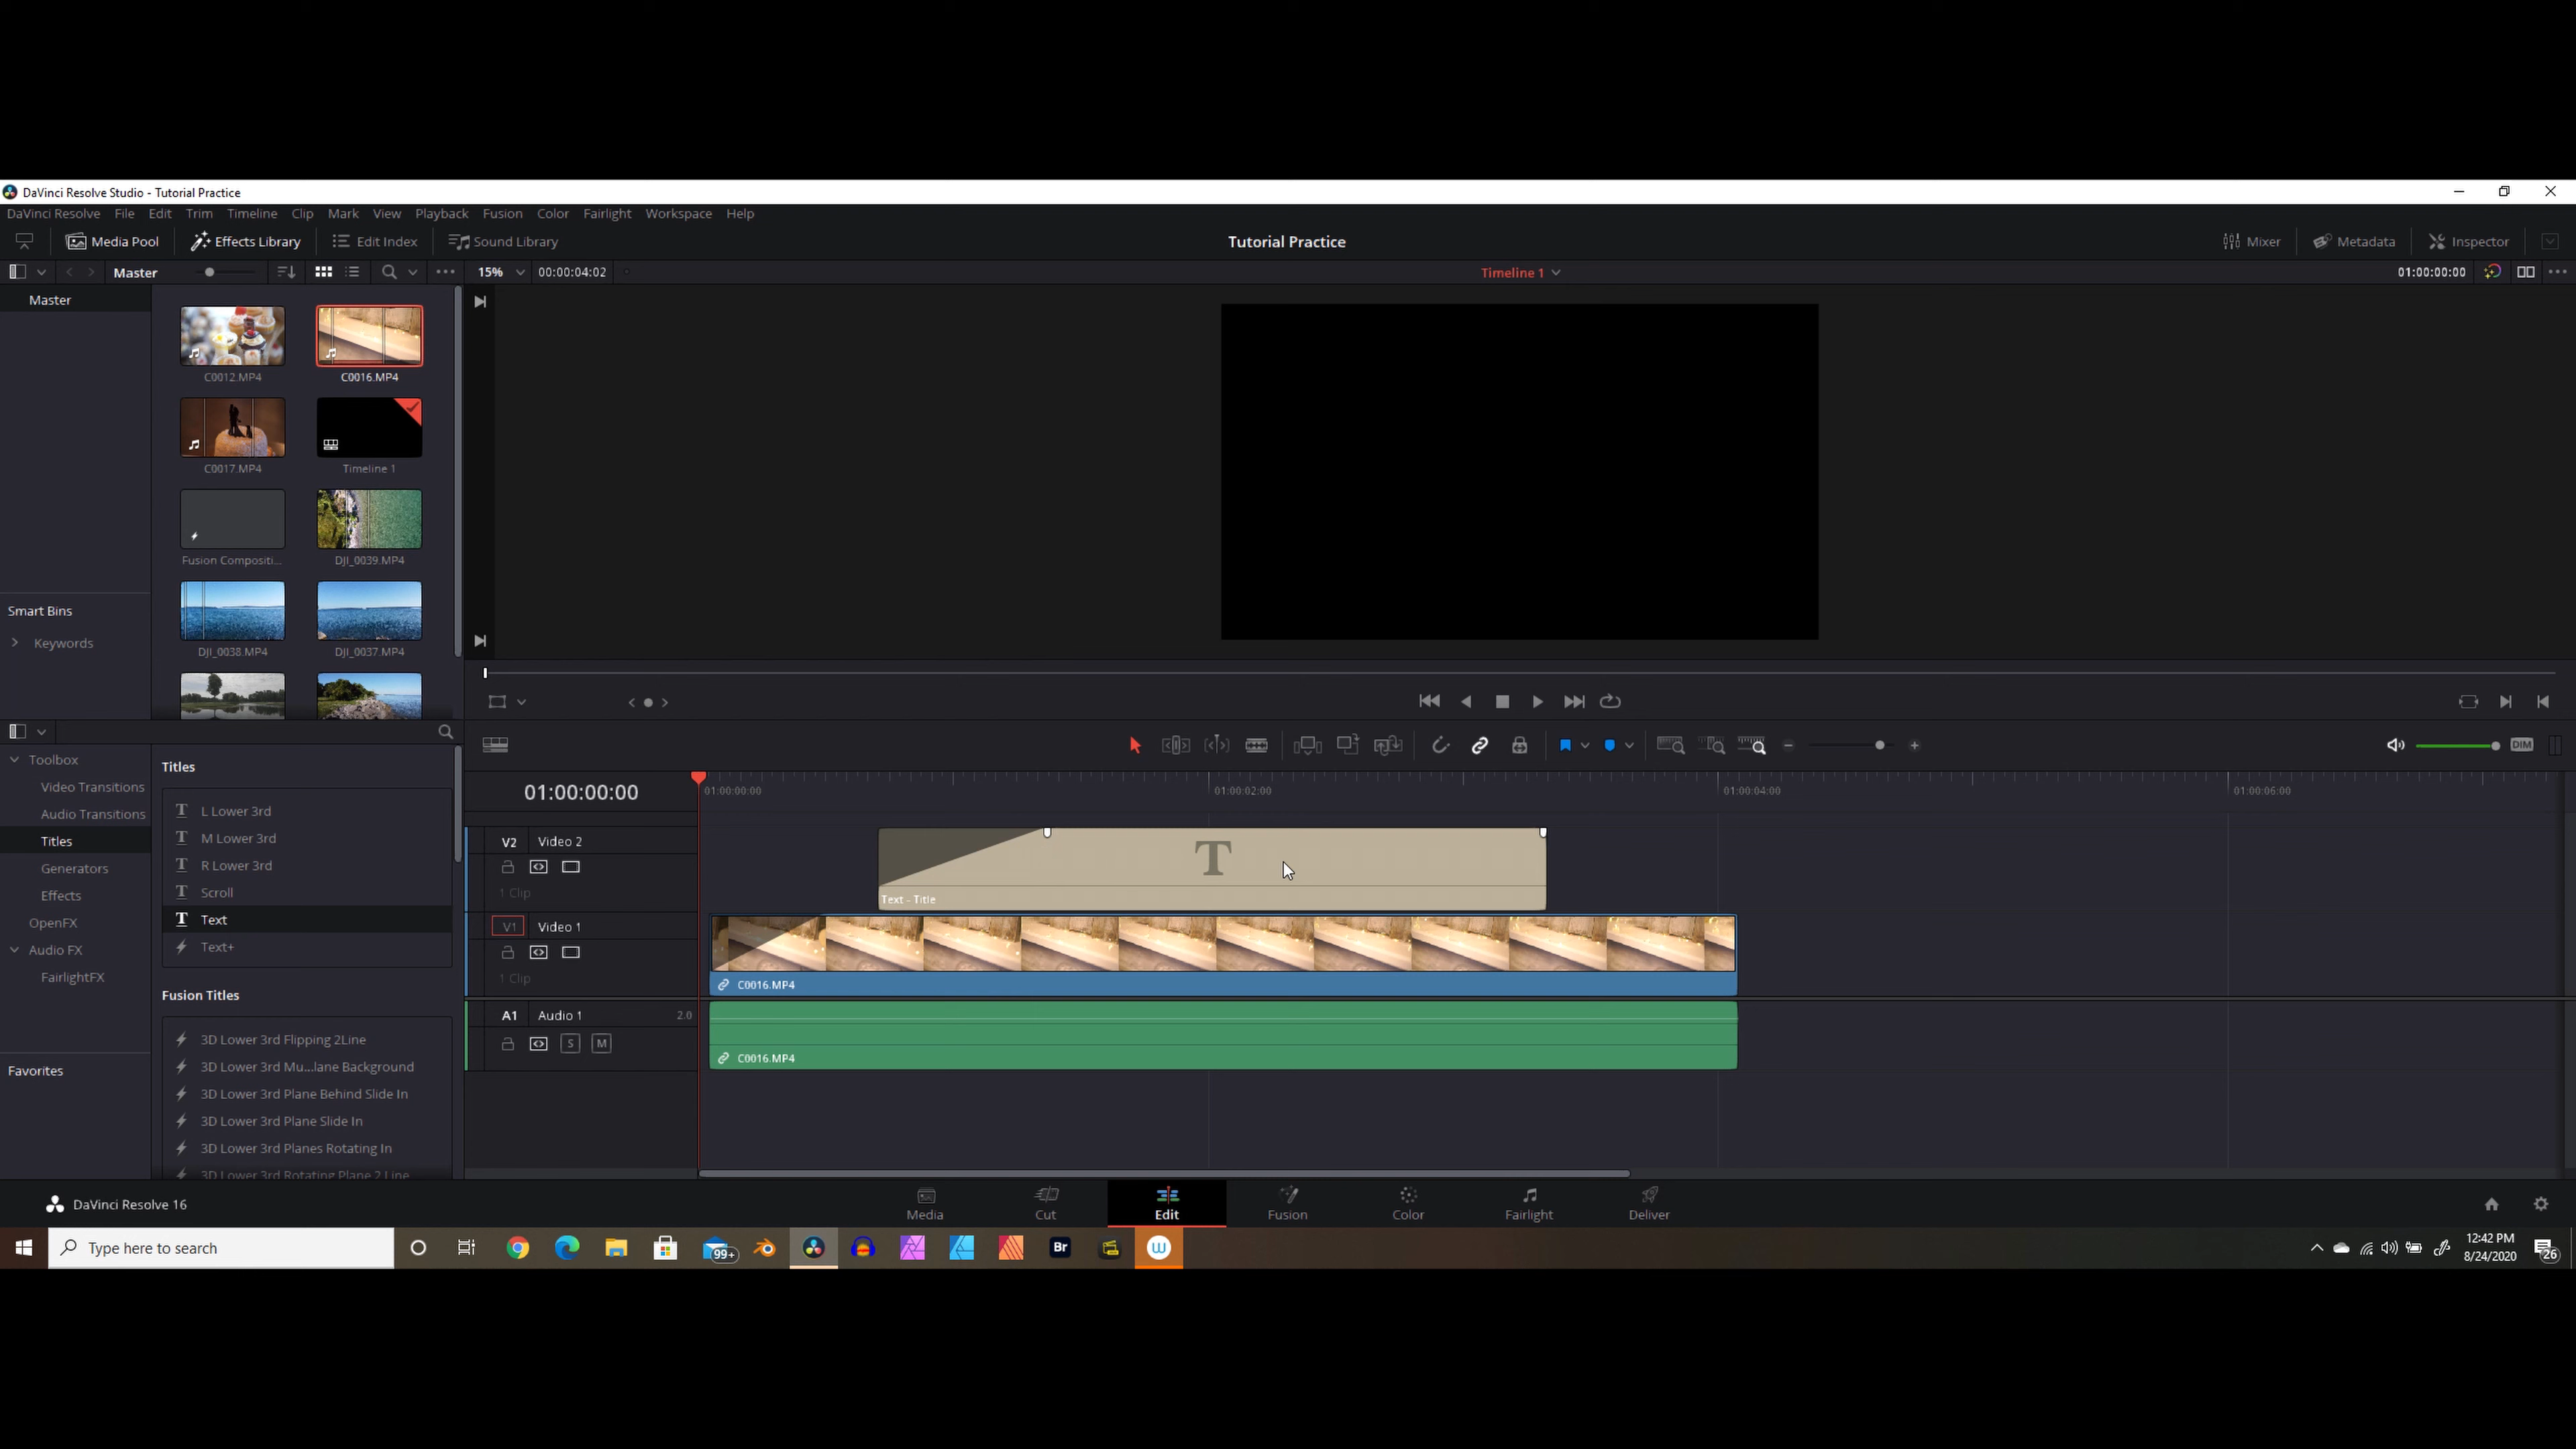 DaVinci Resolve Studio - Tutorial Practice
DaVinci Resolve File Edit Trim Timeline Clip Mark View Playback Fusion Color Fairlight Workspace Help
Media Pool Effects Library Edit Index Sound Library Tutorial Practice Mixer Metadata Inspector
Master 15% 00:00:04:02 Timeline 1 01:00:00:00
Master
C0012.MP4 C0016.MP4
C0017.MP4 Timeline 1
Fusion Compositi... DJI_0039.MP4
Smart Bins
Keywords
DJI_0038.MP4 DJI_0037.MP4
DIM
Toolbox
Video Transitions
Audio Transitions
Titles
Generators
Effects
OpenFX
Audio FX
FairlightFX
Favorites
Titles
L Lower 3rd
M Lower 3rd
R Lower 3rd
Scroll
Text
Text+
Fusion Titles
3D Lower 3rd Flipping 2Line
3D Lower 3rd Mu...lane Background
3D Lower 3rd Plane Behind Slide In
3D Lower 3rd Plane Slide In
3D Lower 3rd Planes Rotating In
3D Lower 3rd Rotating Plane 2 Line
01:00:00:00 01:00:00:00 01:00:02:00 01:00:04:00 01:00:06:00
V2 Video 2
1 Clip
T
Text - Title
V1 Video 1
1 Clip
C0016.MP4
A1 Audio 1 2.0
S M
C0016.MP4
DaVinci Resolve 16 Media Cut Edit Fusion Color Fairlight Deliver
Type here to search 99+ Br W 12:42 PM
8/24/2020 26